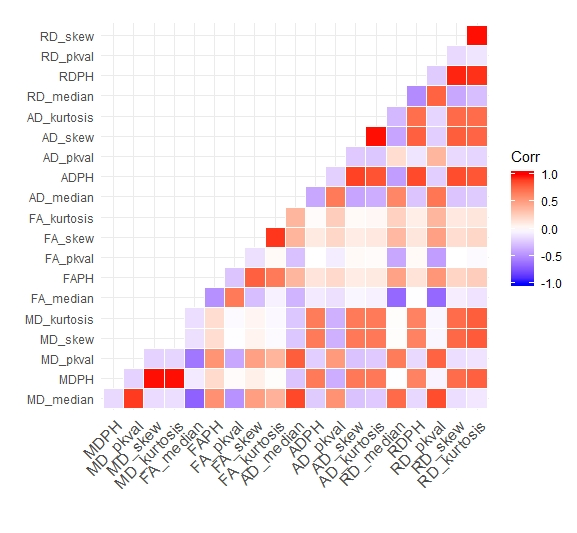 RD_skew
RD_pkval
RDPH
RD_median
AD_kurtosis
AD_skew
AD_pkval
ADPH
AD_median
FA_kurtosis
FA_skew
FA_pkval
FAPH
FA_median
MD_kurtosis
MD_skew
MD_pkval
MDPH
MD_median
MDPH
MD_pkval
MD_skew
MD_kurtosis
FA_median
FAPH
FA_pkval
FA_skew
FA_kurtosis
AD_median
ADPH
AD_pkval
AD_skew
AD_kurtosis
RD_median
RDPH
RD_pkval
RD_skew
RD_kurtosis
Corr
1.0
0.5
0.0
-0.5
-1.0